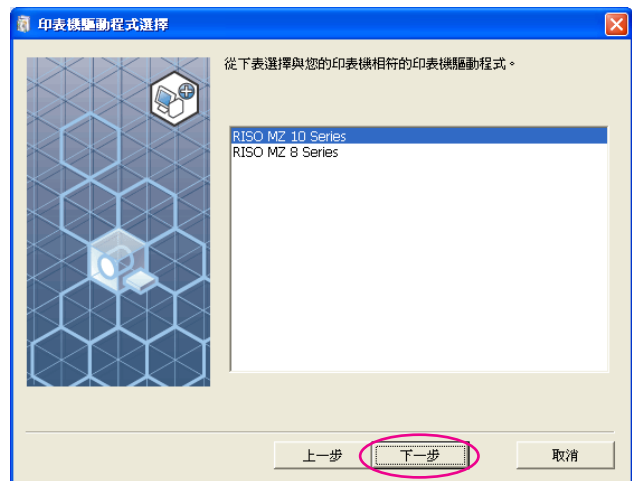 印表機驅動程式選擇
從下表選擇與您的印表機相符的印表機驅動程式。
RISO MZ 10 Series
RISO MZ 8 Series
上一步
下一步
取消